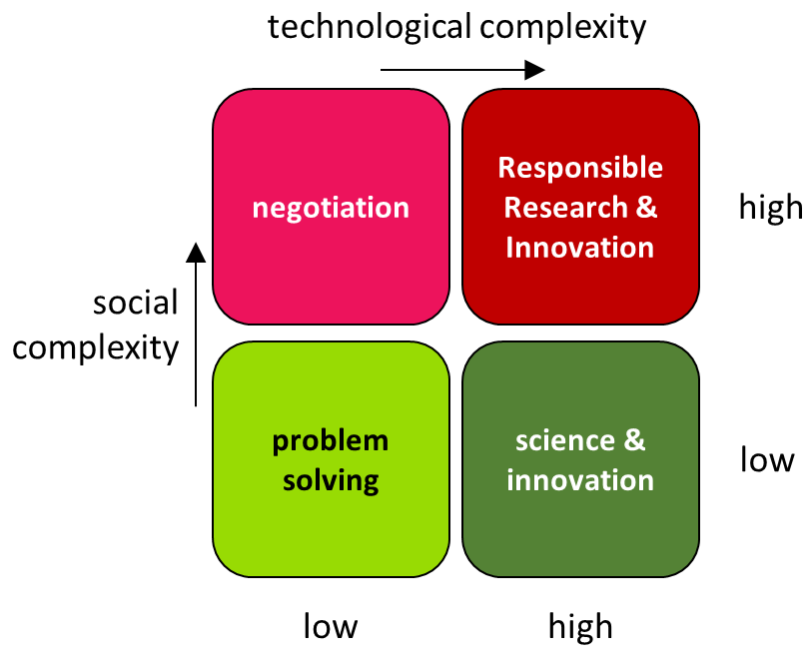 technological complexity
negotiation
Responsible
Research &
Innovation
high
social
complexity
problem
solving
science &
innovation
low
low
high